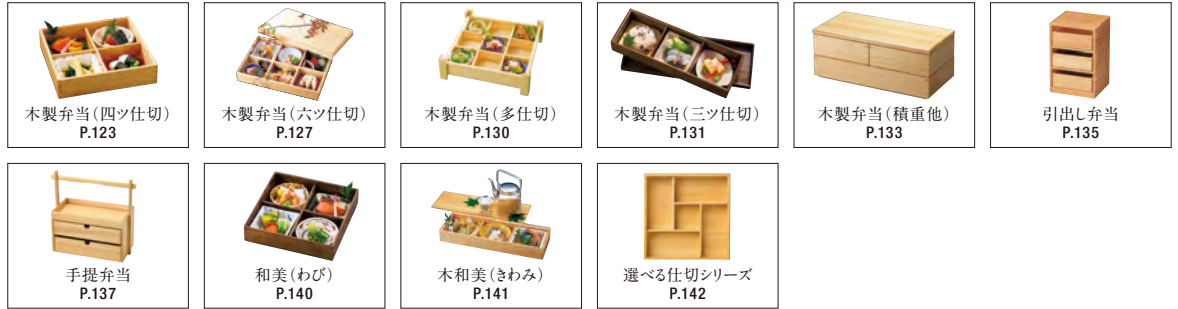 木製弁当(四ツ仕切)
P.123
木製弁当(六ツ仕切)
P.127
木製弁当(多仕切)
P.130
木製弁当(三ツ仕切)
P.131
木製弁当(積重他)
P.133
引出し弁当
P.135
手提弁当
P.137
和美(わび)
P.140
木和美(きわみ)
P.141
選べる仕切シリーズ
P.142